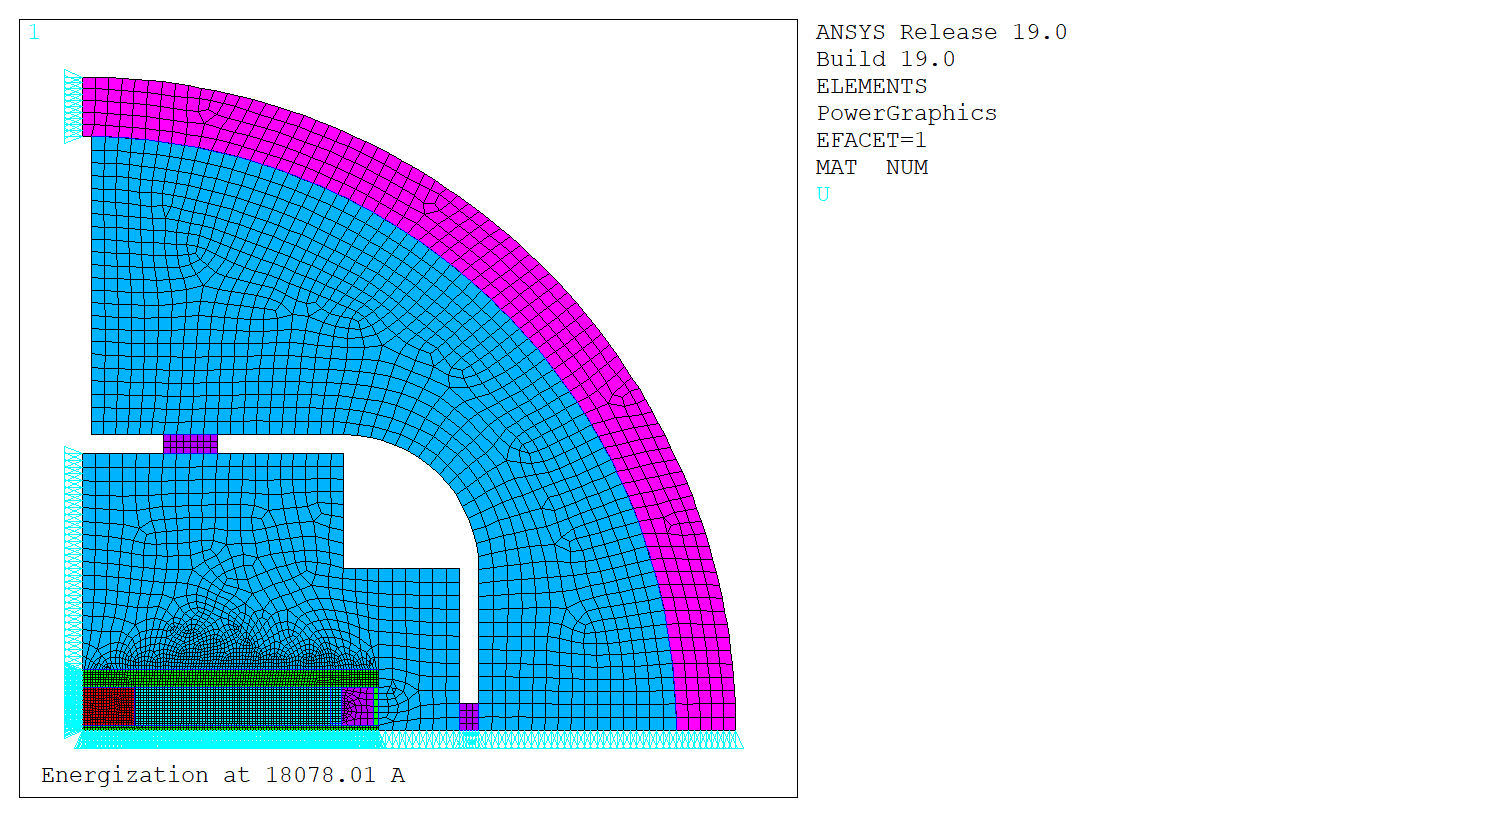 1
ANSYS Release 19.0
Build 19.0
ELEMENTS
PowerGraphics
EFACET=1
MAT  NUM
U
Energization at 18078.01 A